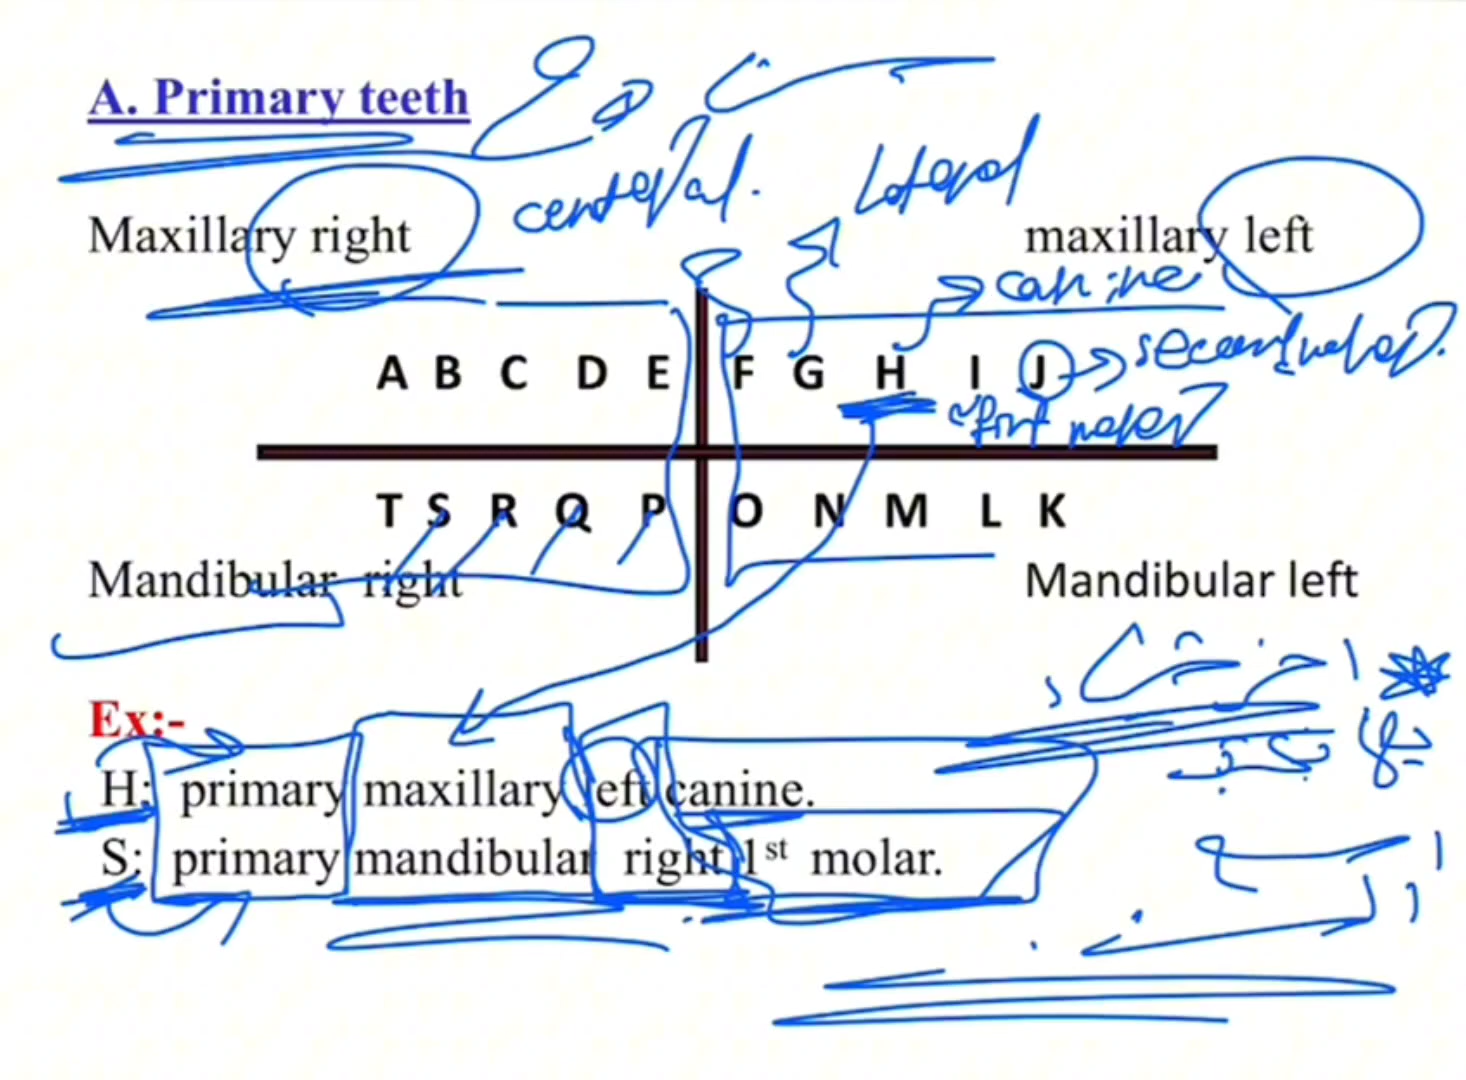 A. Primary teeth
central. Lateral
Maxillary right maxillary left
canine
A B C D E F G H I J second molar.
first molar
T S R Q P O N M L K
Mandibular right Mandibular left
Ex:-
H: primary maxillary left canine.
S: primary mandibular right 1st molar.